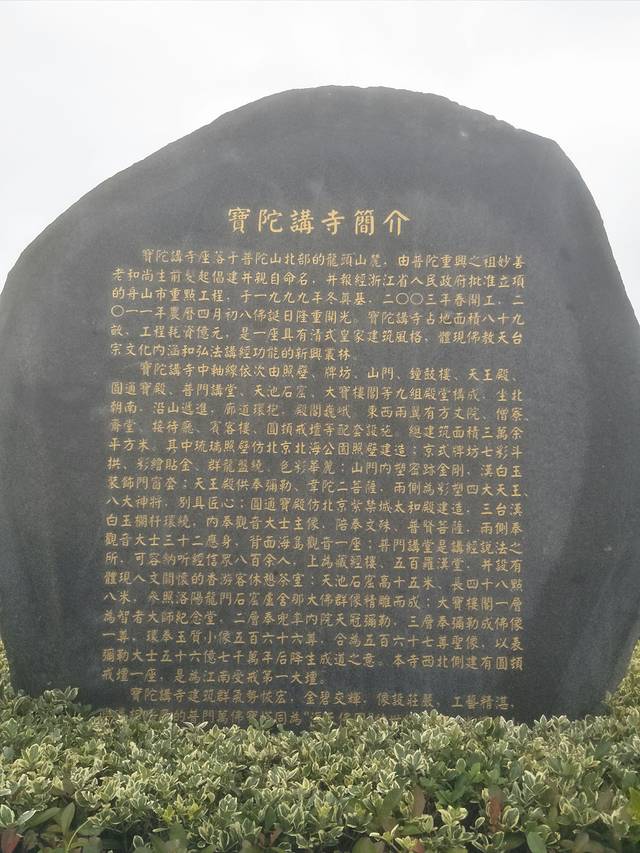 寶陀講寺簡介
寶陀講寺座落于普陀山北部的龍頭山麓，由普陀重興之祖妙善
老和尚生前髮起倡建并親自命名，并報經浙江省人民政府批准立項
的舟山市重點工程，于一九九九年冬奠基，二〇〇三年春開工，二
〇一一年農曆四月初八佛誕日隆重開光。寶陀講寺占地面積八十九
畝，工程耗資億元，是一座具有清式皇家建筑風格，體現佛教天台
宗文化内涵和弘法講經功能的新興叢林。
寶陀講寺中軸線依次由照壁、牌坊、山門、鐘鼓樓、天王殿、
圓通寶殿、普門講堂、天池石窟、大寶樓閣等九組殿堂構成，坐北
朝南，沿山遞進，廊道環抱，殿閣巍峨，東西兩翼有方丈院、僧寮、
齋堂、接待廳、賓客樓、圓頂戒壇等配套設施。總建筑面積三萬余
平方米。其中琉璃照壁仿北京北海公園照壁建造；京式牌坊七彩斗
拱、彩繪貼金、群龍盤繞、色彩華麗；山門内塑密跡金剛，漢白玉
装飾門窗套；天王殿供奉彌勒、韋陀二菩薩，兩側為彩塑四大天王、
八大神將，别具匠心；圓通寶殿仿北京紫禁城太和殿建造，三台漢
白玉欄杆環繞，内奉觀音大士主像，陪奉文殊、普賢菩薩，兩側奉
觀音大士三十二應身，背面海島觀音一座；普門講堂是講經說法之
所，可容納听經信眾八百余人，上為藏經樓、五百羅漢堂，并設有
體現人文關懷的香游客休憩茶室；天池石窟高十五米，長四十八點
八米，參照洛陽龍門石窟盧舍那大佛群像精雕而成；大寶樓閣一層
為智者大師紀念堂，二層奉兜率内院天冠彌勒，三層奉彌勒成佛像
一尊，環奉玉質小像五百六十六尊，合為五百六十七尊聖像，以表
彌勒大士五十六億七千萬年后降生成道之意。本寺西北側建有圓頂
戒壇一座，是為江南受戒第一大壇。
寶陀講寺建筑群氣勢恢宏，金碧交輝，像設莊嚴，工藝精湛，
的普門萬佛寶